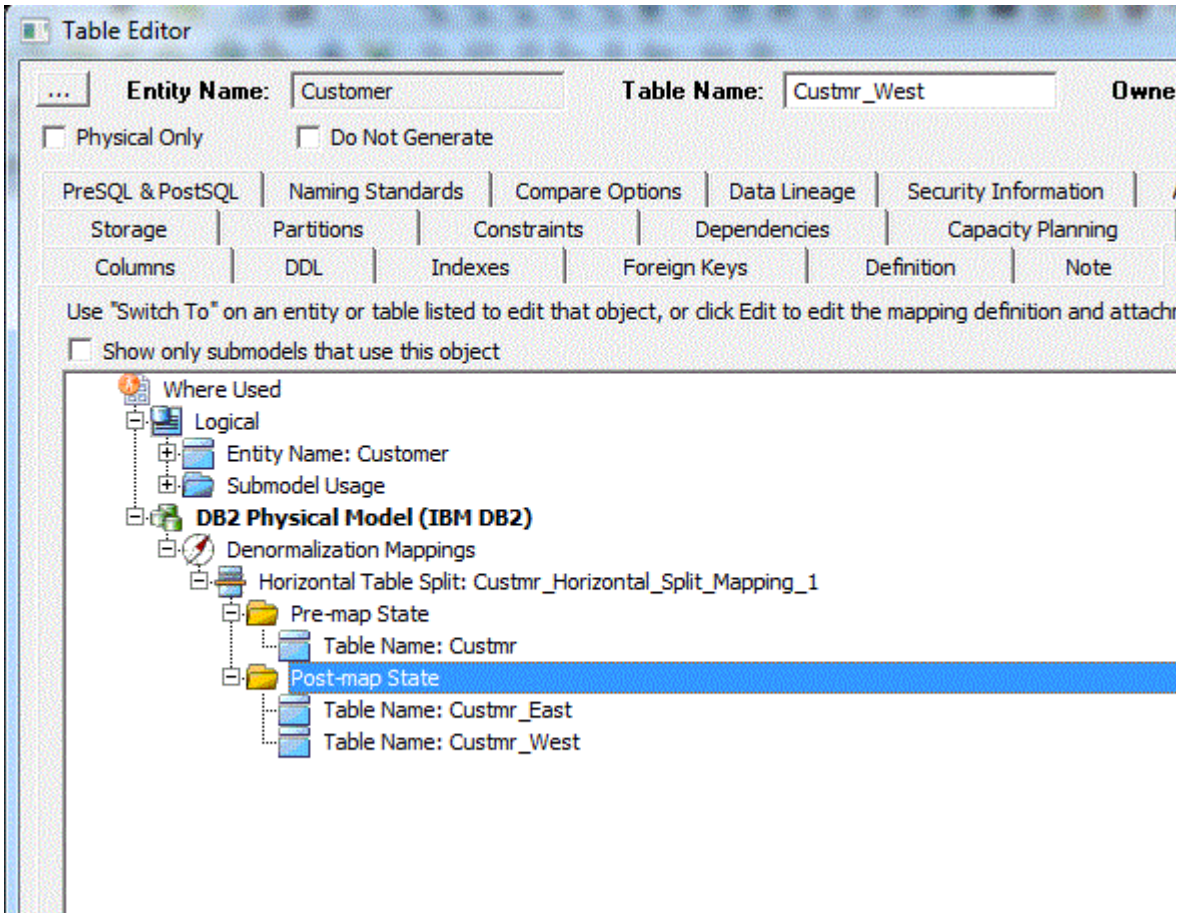 Table Editor
... Entity Name: Customer Table Name: Custmr_West Owne
Physical Only Do Not Generate
PreSQL & PostSQL Naming Standards Compare Options Data Lineage Security Information
Storage Partitions Constraints Dependencies Capacity Planning
Columns DDL Indexes Foreign Keys Definition Note
Use "Switch To" on an entity or table listed to edit that object, or click Edit to edit the mapping definition and attachm
Show only submodels that use this object
Where Used
Logical
Entity Name: Customer
Submodel Usage
DB2 Physical Model (IBM DB2)
Denormalization Mappings
Horizontal Table Split: Custmr_Horizontal_Split_Mapping_1
Pre-map State
Table Name: Custmr
Post-map State
Table Name: Custmr_East
Table Name: Custmr_West